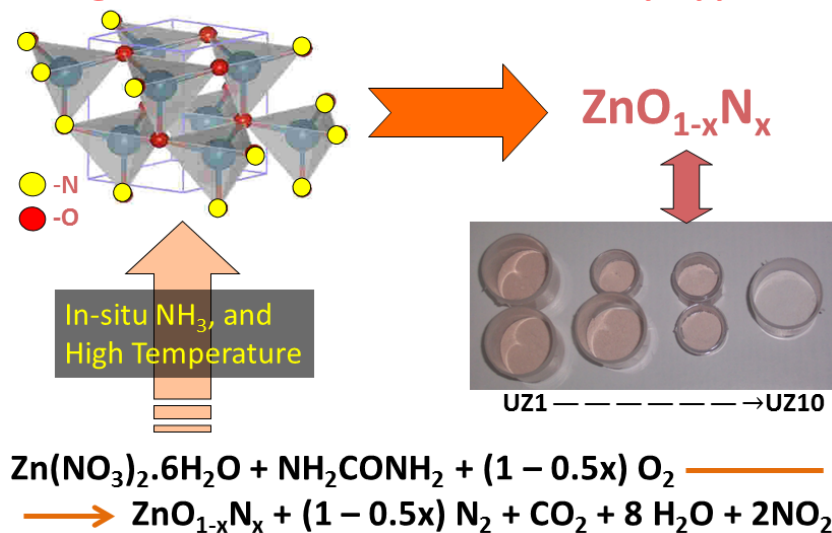 ZnO₁₋ₓNₓ
-N
-O
In-situ NH₃, and
High Temperature
UZ1 — — — — — — →UZ10
Zn(NO₃)₂.6H₂O + NH₂CONH₂ + (1 – 0.5x) O₂
ZnO₁₋ₓNₓ + (1 – 0.5x) N₂ + CO₂ + 8 H₂O + 2NO₂